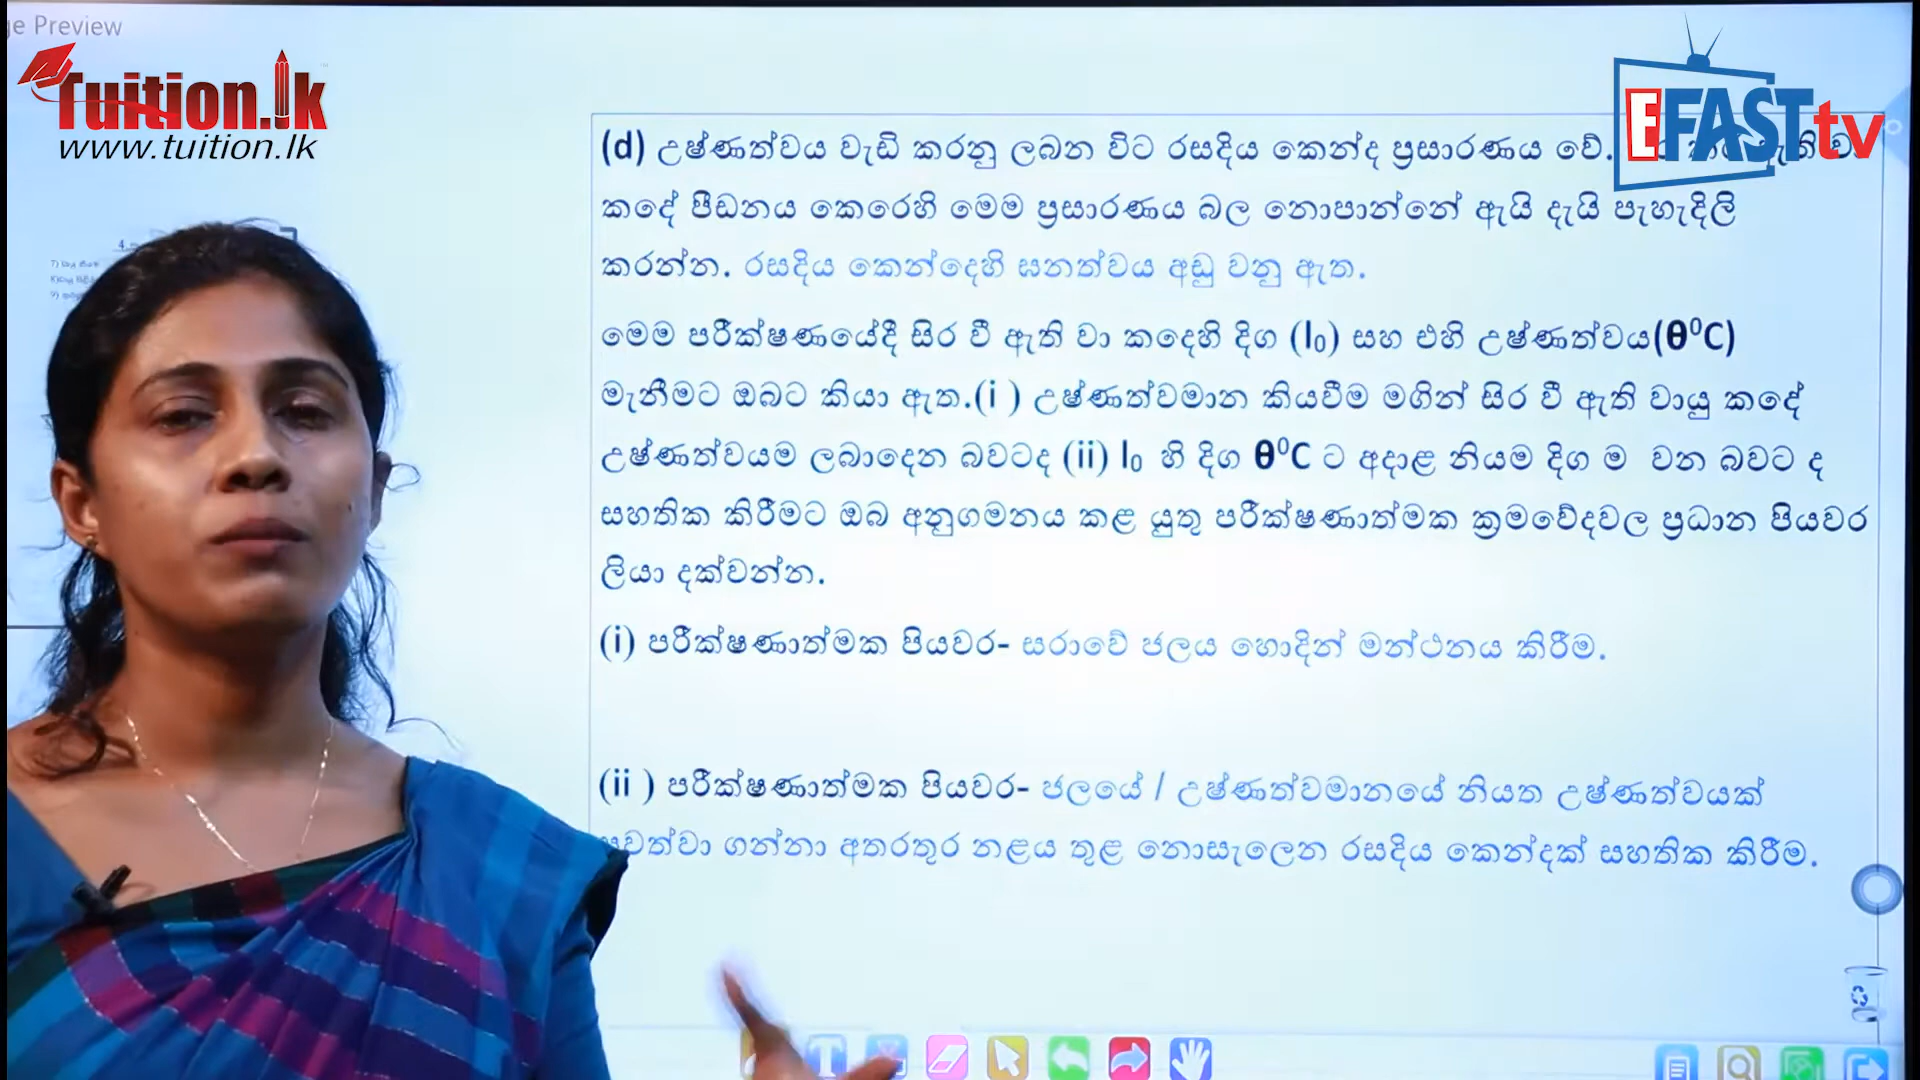 ge Preview
Tuition.lk
www.tuition.lk
EFAST tv
(d) උෂ්ණත්වය වැඩි කරනු ලබන විට රසදිය කෙන්ද ප්‍රසාරණය වේ.
කදේ පීඩනය කෙරෙහි මෙම ප්‍රසාරණය බල නොපාන්නේ ඇයි දැයි පැහැදිලි
කරන්න. රසදිය කෙන්දෙහි ඝනත්වය අඩු වනු ඇත.
මෙම පරීක්ෂණයේදී සිර වී ඇති වා කදෙහි දිග (l₀) සහ එහි උෂ්ණත්වය(θ⁰C)
මැනීමට ඔබට කියා ඇත.(i ) උෂ්ණත්වමාන කියවීම මගින් සිර වී ඇති වායු කදේ
උෂ්ණත්වයම ලබාදෙන බවටද (ii) l₀ හි දිග θ⁰C ට අදාළ නියම දිග ම වන බවට ද
සහතික කිරීමට ඔබ අනුගමනය කළ යුතු පරීක්ෂණාත්මක ක්‍රමවේදවල ප්‍රධාන පියවර
ලියා දක්වන්න.
(i) පරීක්ෂණාත්මක පියවර- සරාවේ ජලය හොදින් මන්ථනය කිරීම.
(ii ) පරීක්ෂණාත්මක පියවර- ජලයේ / උෂ්ණත්වමානයේ නියත උෂ්ණත්වයක්
පවත්වා ගන්නා අතරතුර නළය තුළ නොසැලෙන රසදිය කෙන්දක් සහතික කිරීම.